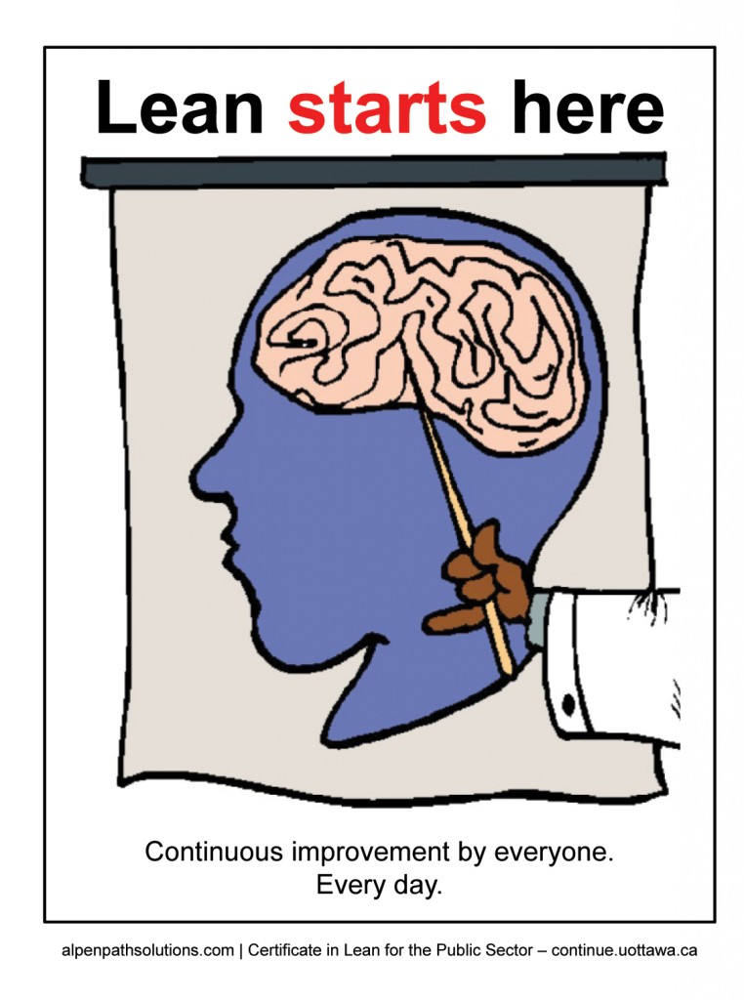 Lean starts here
Continuous improvement by everyone.
Every day.
alpenpathsolutions.com | Certificate in Lean for the Public Sector – continue.uottawa.ca